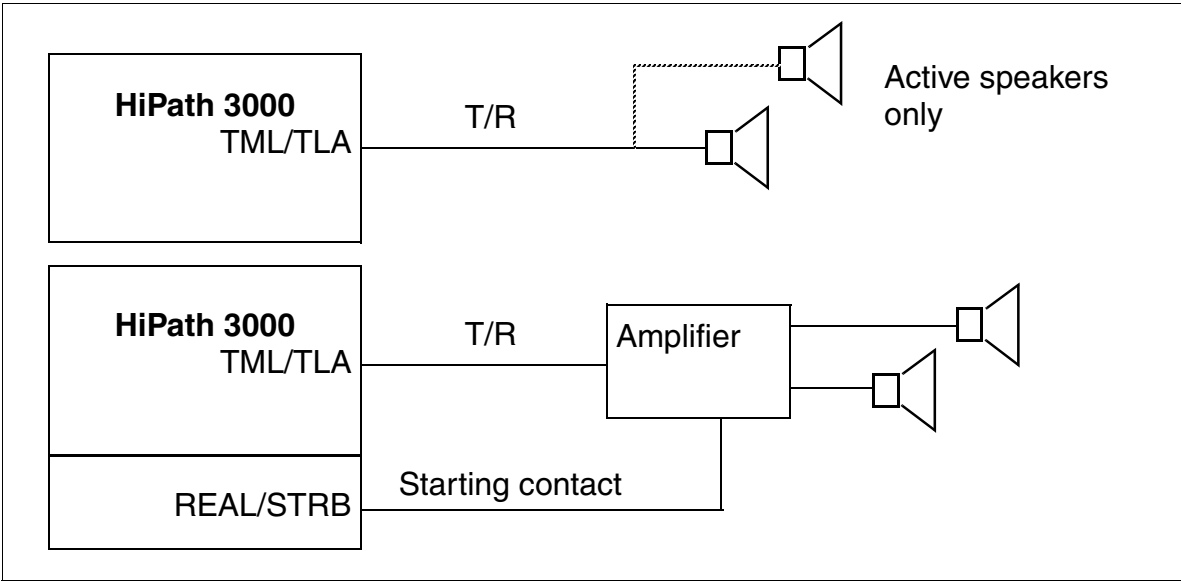 HiPath 3000
TML/TLA
T/R
Active speakers
only
HiPath 3000
TML/TLA
T/R
Amplifier
REAL/STRB
Starting contact